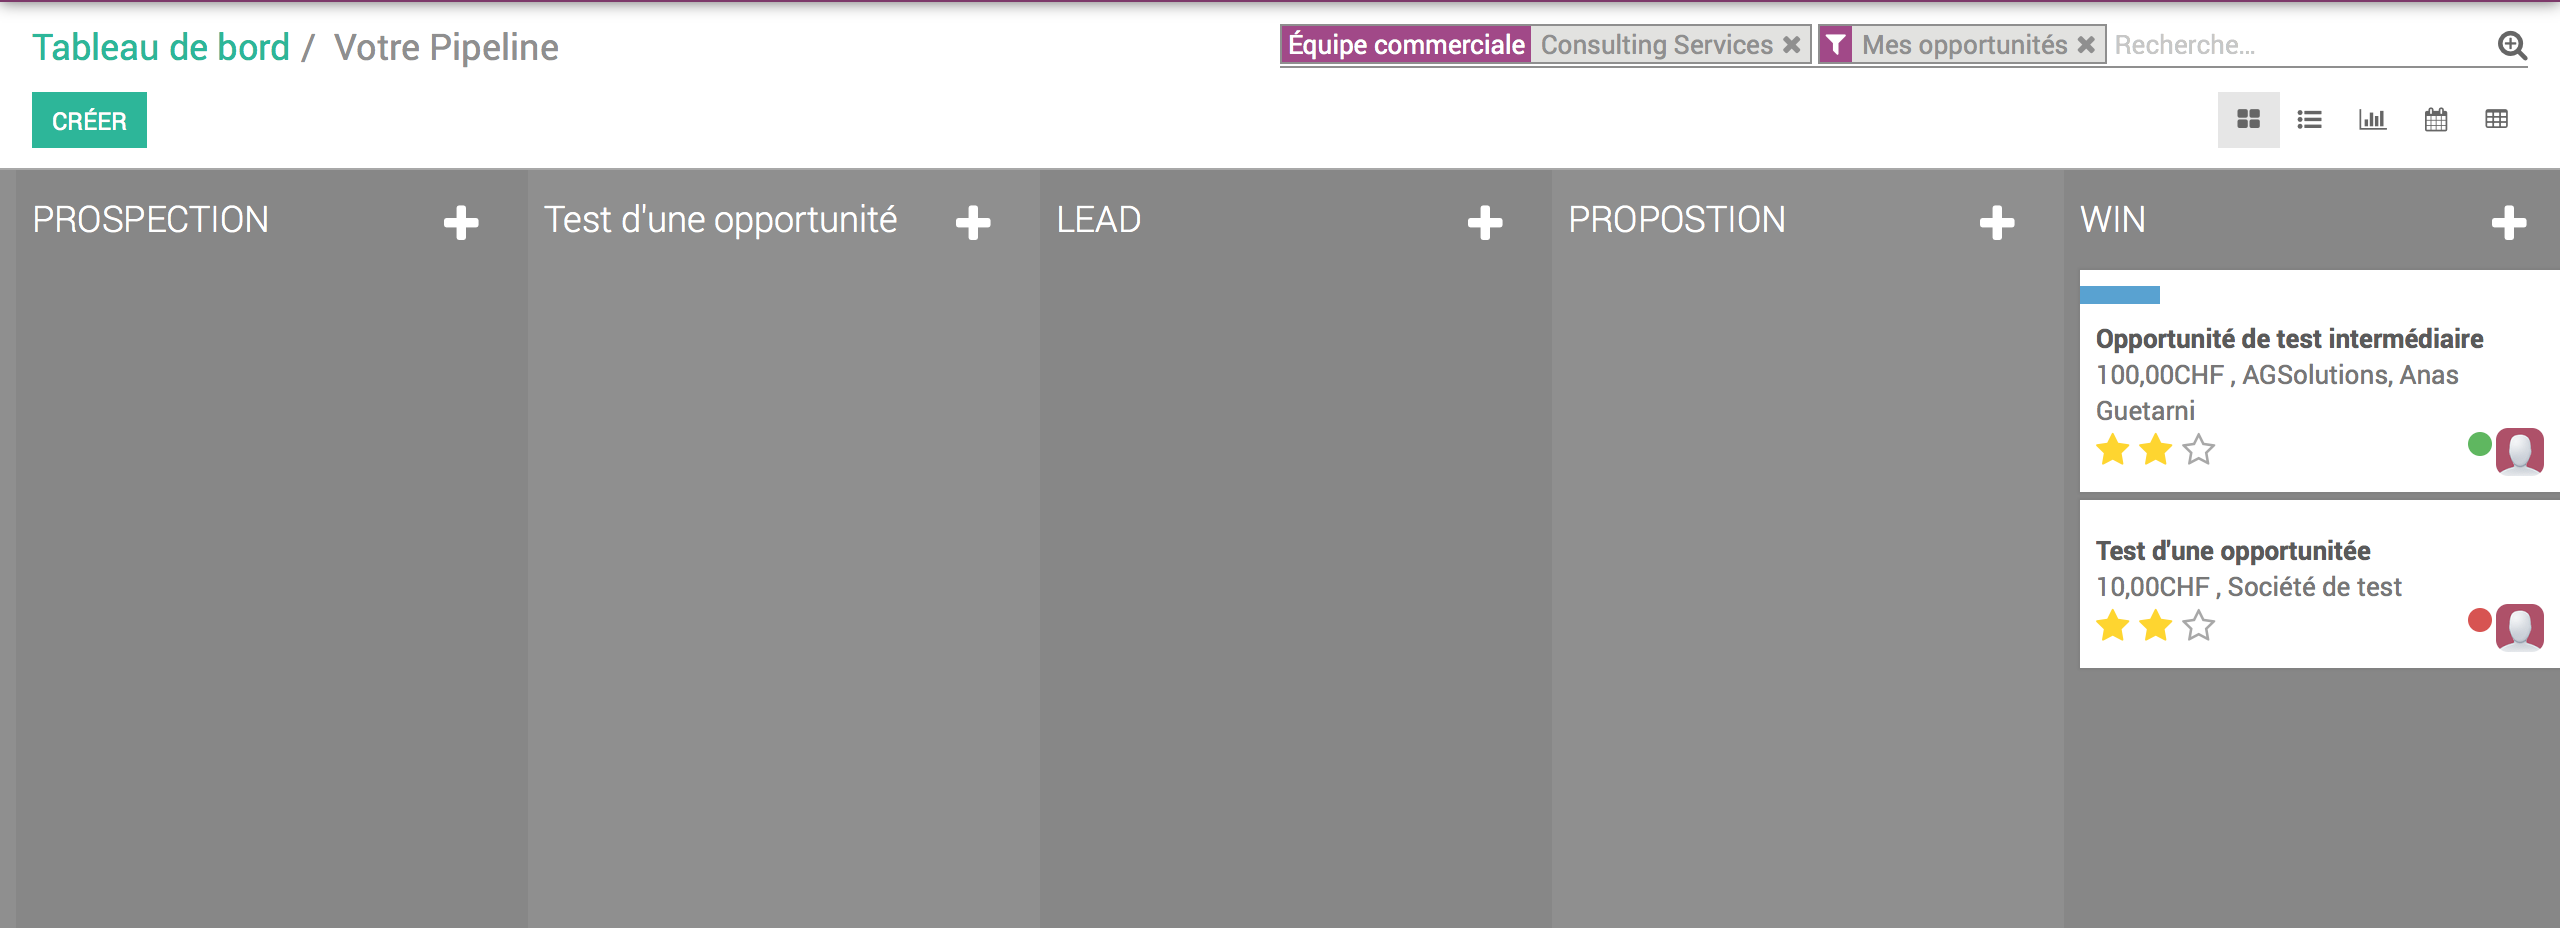 Tableau de bord / Votre Pipeline
Équipe commerciale Consulting Services Mes opportunités Recherche...
CRÉER
PROSPECTION
Test d'une opportunité
LEAD
PROPOSTION
WIN
Opportunité de test intermédiaire
100,00CHF , AGSolutions, Anas
Guetarni
Test d'une opportunitée
10,00CHF , Société de test